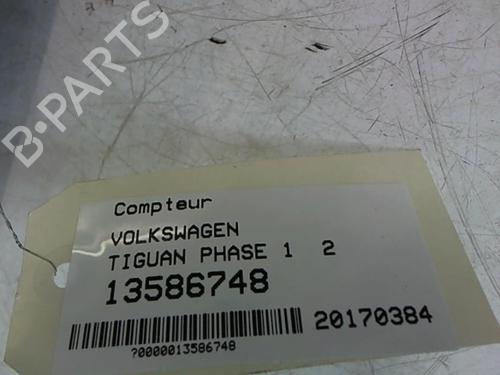 B-PARTS
Compteur
VOLKSWAGEN
TIGUAN PHASE 1 2
13586748
20170384
?0000013586748